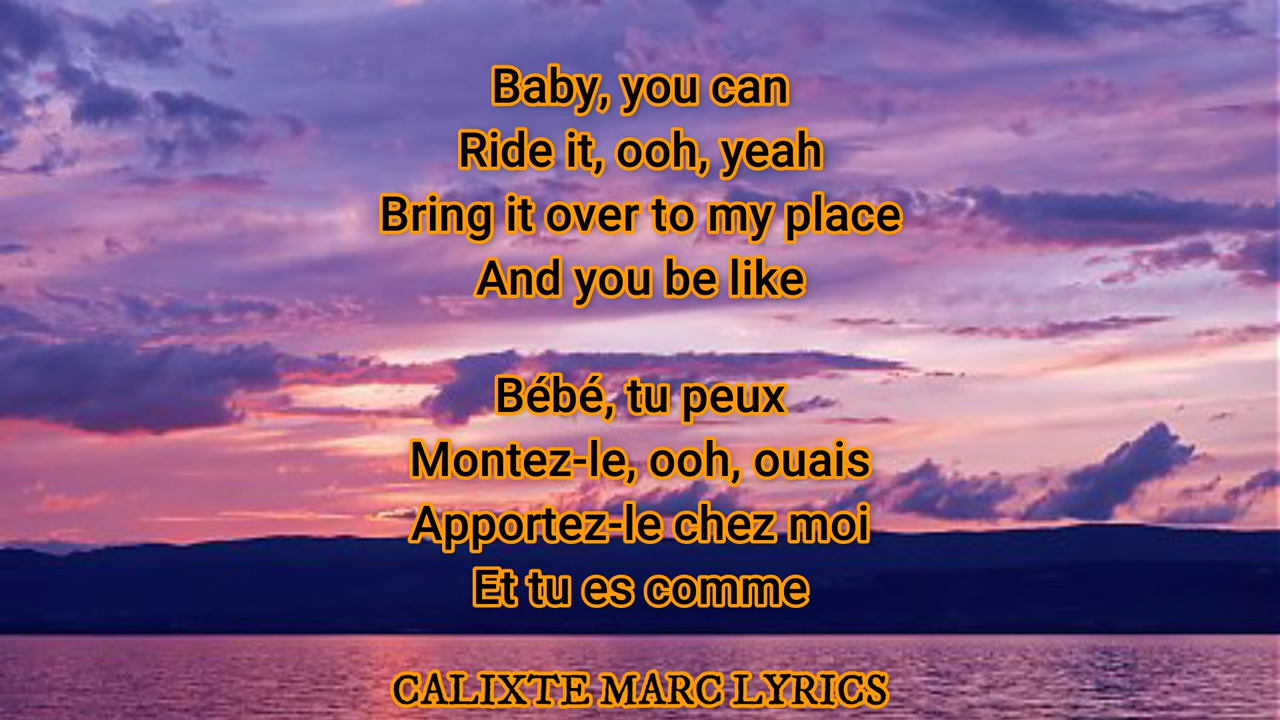 Baby, you can
Ride it, ooh, yeah
Bring it over to my place
And you be like
Bébé, tu peux
Montez-le, ooh, ouais
Apportez-le chez moi
Et tu es comme
CALIXTE MARC LYRICS